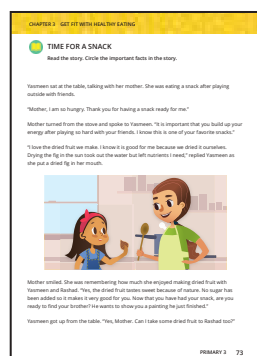 CHAPTER 3 GET FIT WITH HEALTHY EATING
TIME FOR A SNACK
Read the story. Circle the important facts in the story.
Yasmeen sat at the table, talking with her mother. She was eating a snack after playing
outside with friends.
"Mother, I am so hungry. Thank you for having a snack ready for me."
Mother turned from the stove and spoke to Yasmeen. "It is important that you build up your
energy after playing so hard with your friends. I know this is one of your favorite snacks."
"I love the dried fruit we make. I know it is good for me because we dried it ourselves.
Drying the fig in the sun took out the water but left nutrients I need," replied Yasmeen as
she put a dried fig in her mouth.
Mother smiled. She was remembering how much she enjoyed making dried fruit with
Yasmeen and Rashad. "Yes, the dried fruit tastes sweet because of nature. No sugar has
been added so it makes it very good for you. Now that you have had your snack, are you
ready to find your brother? He wants to show you a painting he just finished."
Yasmeen got up from the table. "Yes, Mother. Can I take some dried fruit to Rashad too?"
PRIMARY 3 73